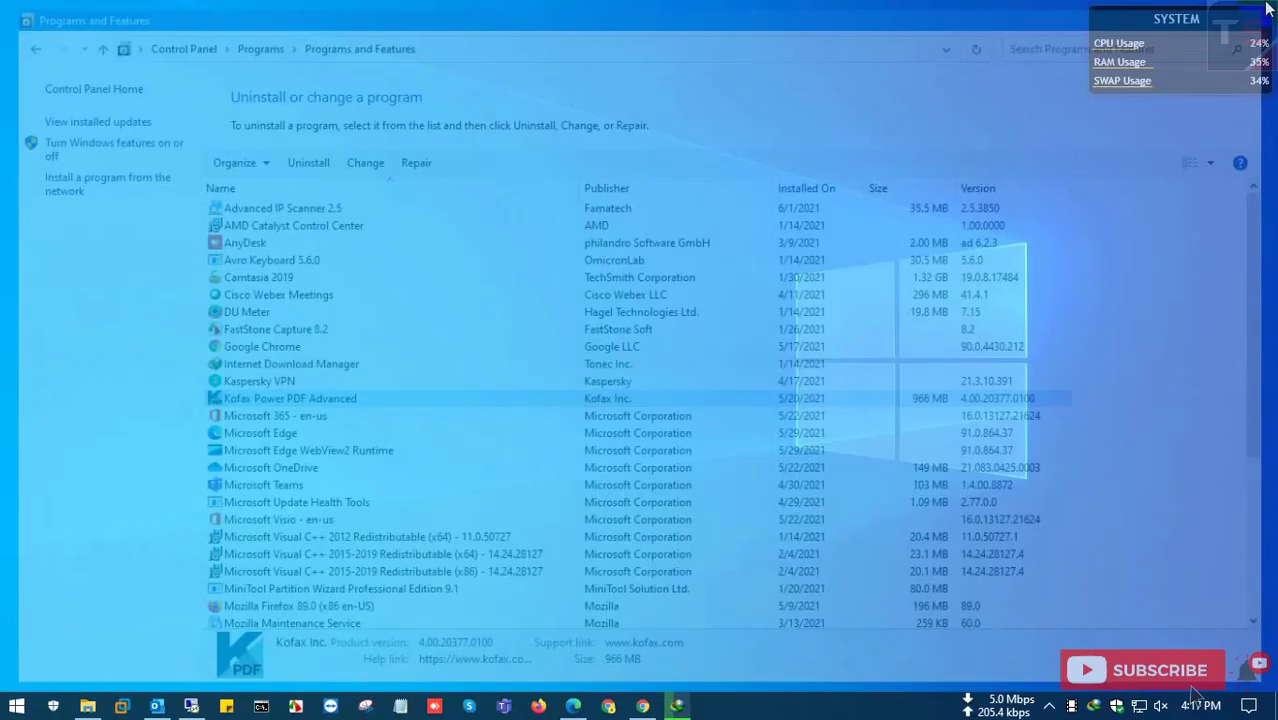 Programs and Features
SYSTEM
CPU Usage 24%
RAM Usage 35%
SWAP Usage 34%
Control Panel Programs Programs and Features
Search Programs and Features
Control Panel Home
View installed updates
Turn Windows features on or
off
Install a program from the
network
Uninstall or change a program
To uninstall a program, select it from the list and then click Uninstall, Change, or Repair.
Organize Uninstall Change Repair
Name Publisher Installed On Size Version
Advanced IP Scanner 2.5 Famatech 6/1/2021 35.5 MB 2.5.3850
AMD Catalyst Control Center AMD 1/14/2021 1.00.0000
AnyDesk philandro Software GmbH 3/9/2021 2.00 MB ad 6.2.3
Avro Keyboard 5.6.0 OmicronLab 1/14/2021 30.5 MB 5.6.0
Camtasia 2019 TechSmith Corporation 1/30/2021 1.32 GB 19.0.8.17484
Cisco Webex Meetings Cisco Webex LLC 4/11/2021 296 MB 41.4.1
DU Meter Hagel Technologies Ltd. 1/14/2021 19.8 MB 7.15
FastStone Capture 8.2 FastStone Soft 1/26/2021 8.2
Google Chrome Google LLC 5/17/2021 90.0.4430.212
Internet Download Manager Tonec Inc. 1/14/2021
Kaspersky VPN Kaspersky 4/17/2021 21.3.10.391
Kofax Power PDF Advanced Kofax Inc. 5/20/2021 966 MB 4.00.20377.0100
Microsoft 365 - en-us Microsoft Corporation 5/22/2021 16.0.13127.21624
Microsoft Edge Microsoft Corporation 5/29/2021 91.0.864.37
Microsoft Edge WebView2 Runtime Microsoft Corporation 5/29/2021 91.0.864.37
Microsoft OneDrive Microsoft Corporation 5/22/2021 149 MB 21.083.0425.0003
Microsoft Teams Microsoft Corporation 4/30/2021 103 MB 1.4.00.8872
Microsoft Update Health Tools Microsoft Corporation 4/29/2021 1.09 MB 2.77.0.0
Microsoft Visio - en-us Microsoft Corporation 5/22/2021 16.0.13127.21624
Microsoft Visual C++ 2012 Redistributable (x64) - 11.0.50727 Microsoft Corporation 1/14/2021 20.4 MB 11.0.50727.1
Microsoft Visual C++ 2015-2019 Redistributable (x64) - 14.24.28127 Microsoft Corporation 2/4/2021 23.1 MB 14.24.28127.4
Microsoft Visual C++ 2015-2019 Redistributable (x86) - 14.24.28127 Microsoft Corporation 2/4/2021 20.1 MB 14.24.28127.4
MiniTool Partition Wizard Professional Edition 9.1 MiniTool Solution Ltd. 1/20/2021 80.0 MB
Mozilla Firefox 89.0 (x86 en-US) Mozilla 5/9/2021 196 MB 89.0
Mozilla Maintenance Service Mozilla 3/13/2021 259 KB 60.0
Kofax Inc. Product version: 4.00.20377.0100 Support link: www.kofax.com
Help link: https://www.kofax.co... Size: 966 MB
PDF
SUBSCRIBE
5.0 Mbps
205.4 kbps
4:17 PM